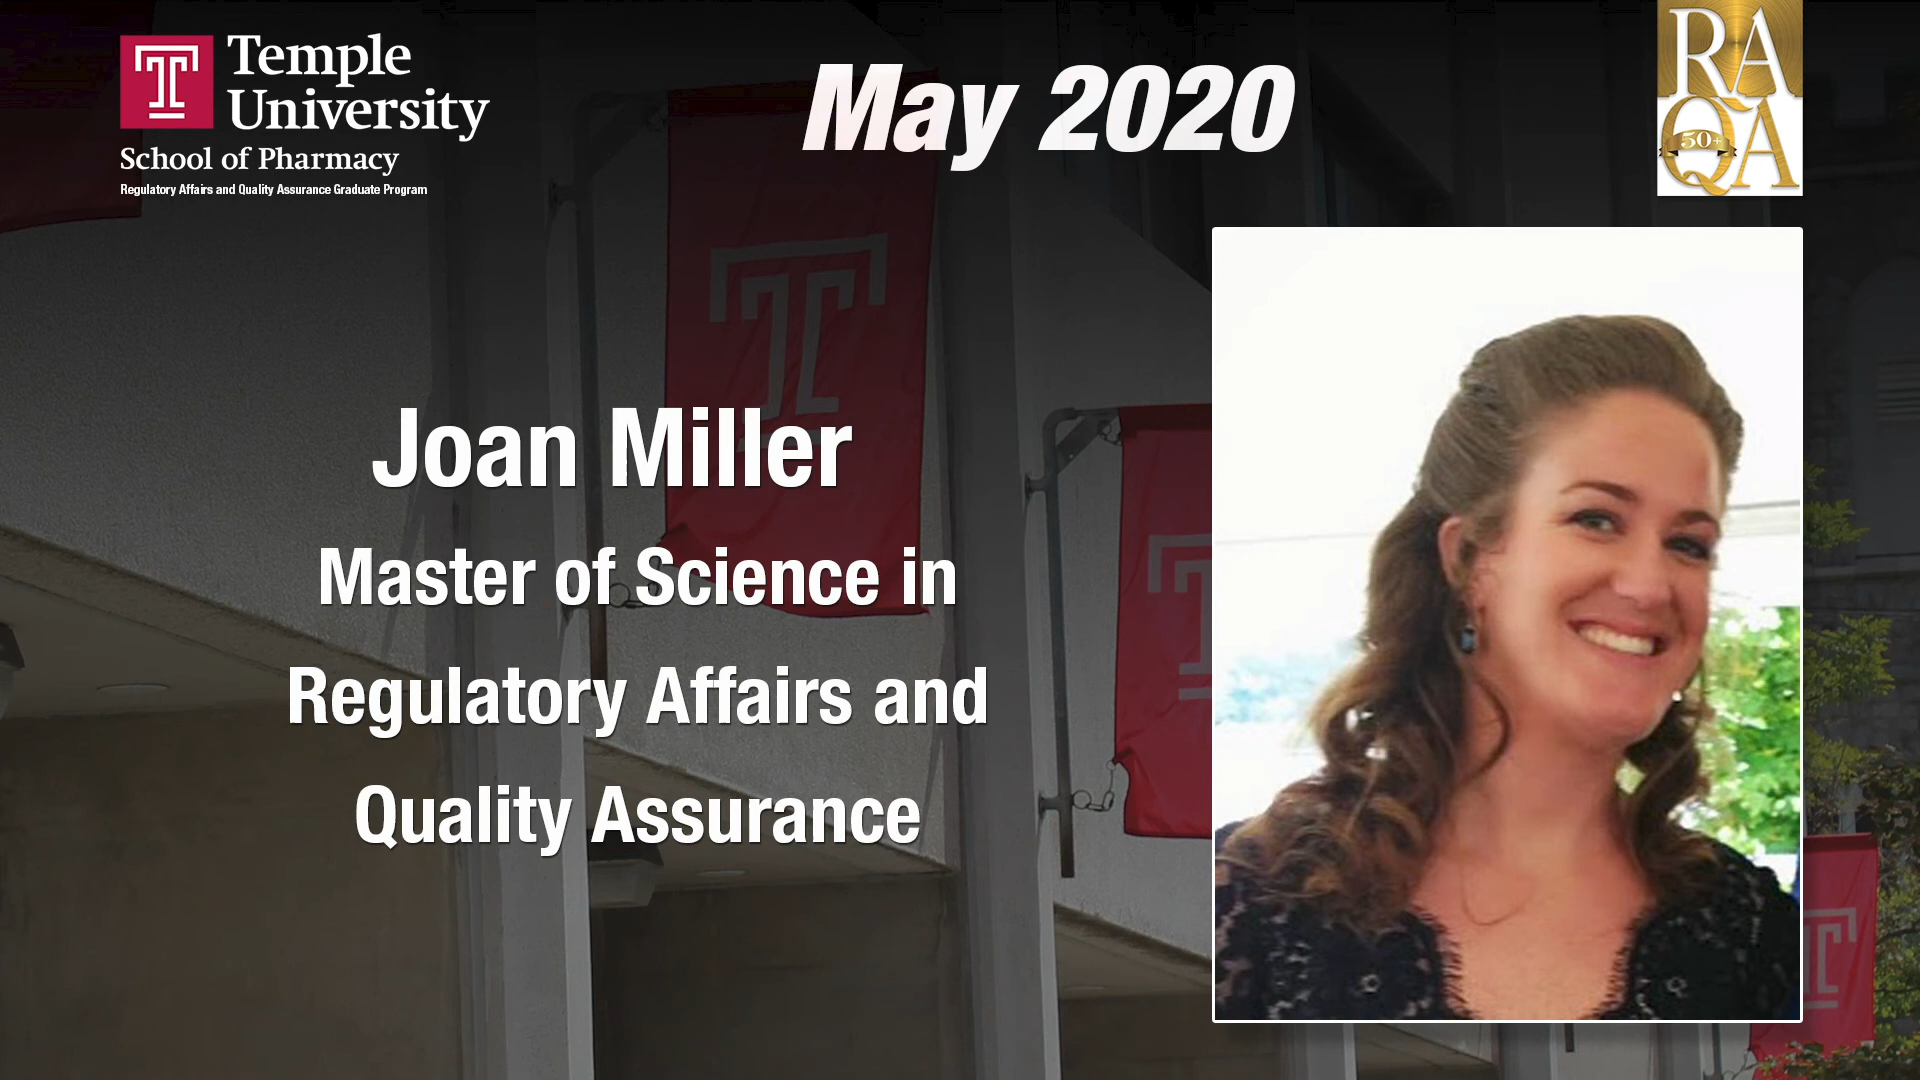 Temple
University
School of Pharmacy
Regulatory Affairs and Quality Assurance Graduate Program
May 2020
RA
50+
QA
Joan Miller
Master of Science in
Regulatory Affairs and
Quality Assurance